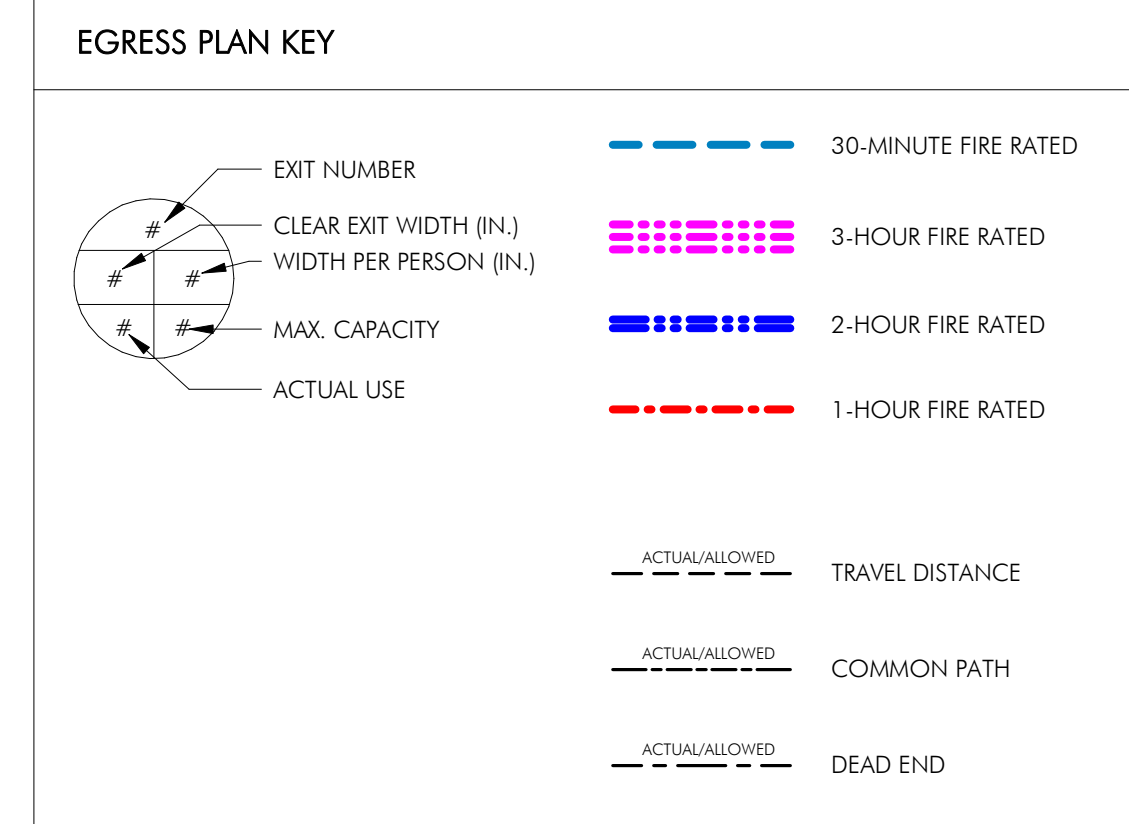 EGRESS PLAN KEY
EXIT NUMBER
CLEAR EXIT WIDTH (IN.)
WIDTH PER PERSON (IN.)
MAX. CAPACITY
ACTUAL USE
#
# #
# #
30-MINUTE FIRE RATED
3-HOUR FIRE RATED
2-HOUR FIRE RATED
1-HOUR FIRE RATED
ACTUAL/ALLOWED
TRAVEL DISTANCE
ACTUAL/ALLOWED
COMMON PATH
ACTUAL/ALLOWED
DEAD END